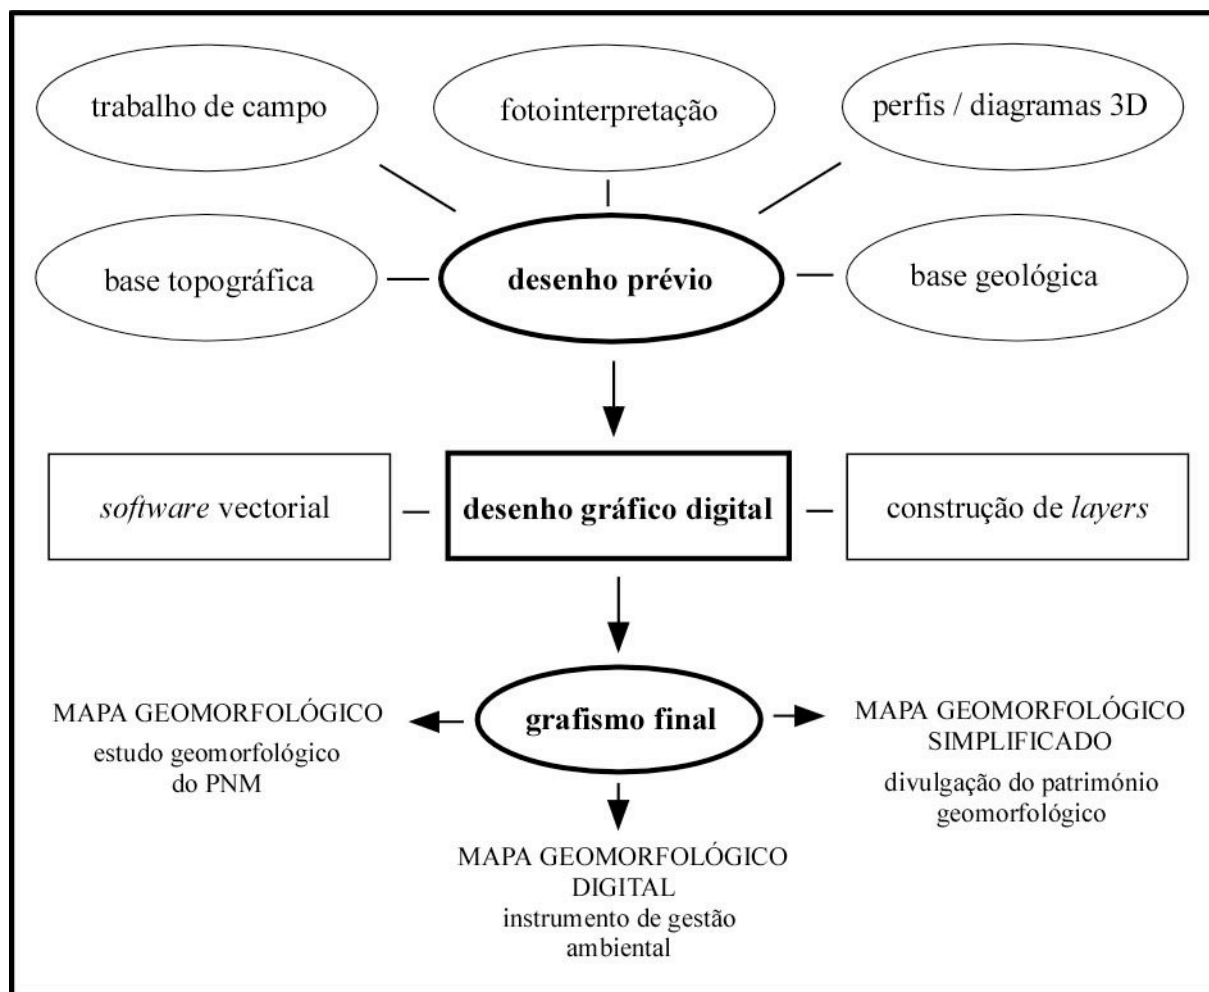 trabalho de campo
fotointerpretação
perfis / diagramas 3D
base topográfica
desenho prévio
base geológica
software vectorial
desenho gráfico digital
construção de layers
grafismo final
MAPA GEOMORFOLÓGICO
estudo geomorfológico
do PNM
MAPA GEOMORFOLÓGICO
SIMPLIFICADO
divulgação do património
geomorfológico
MAPA GEOMORFOLÓGICO
DIGITAL
instrumento de gestão
ambiental